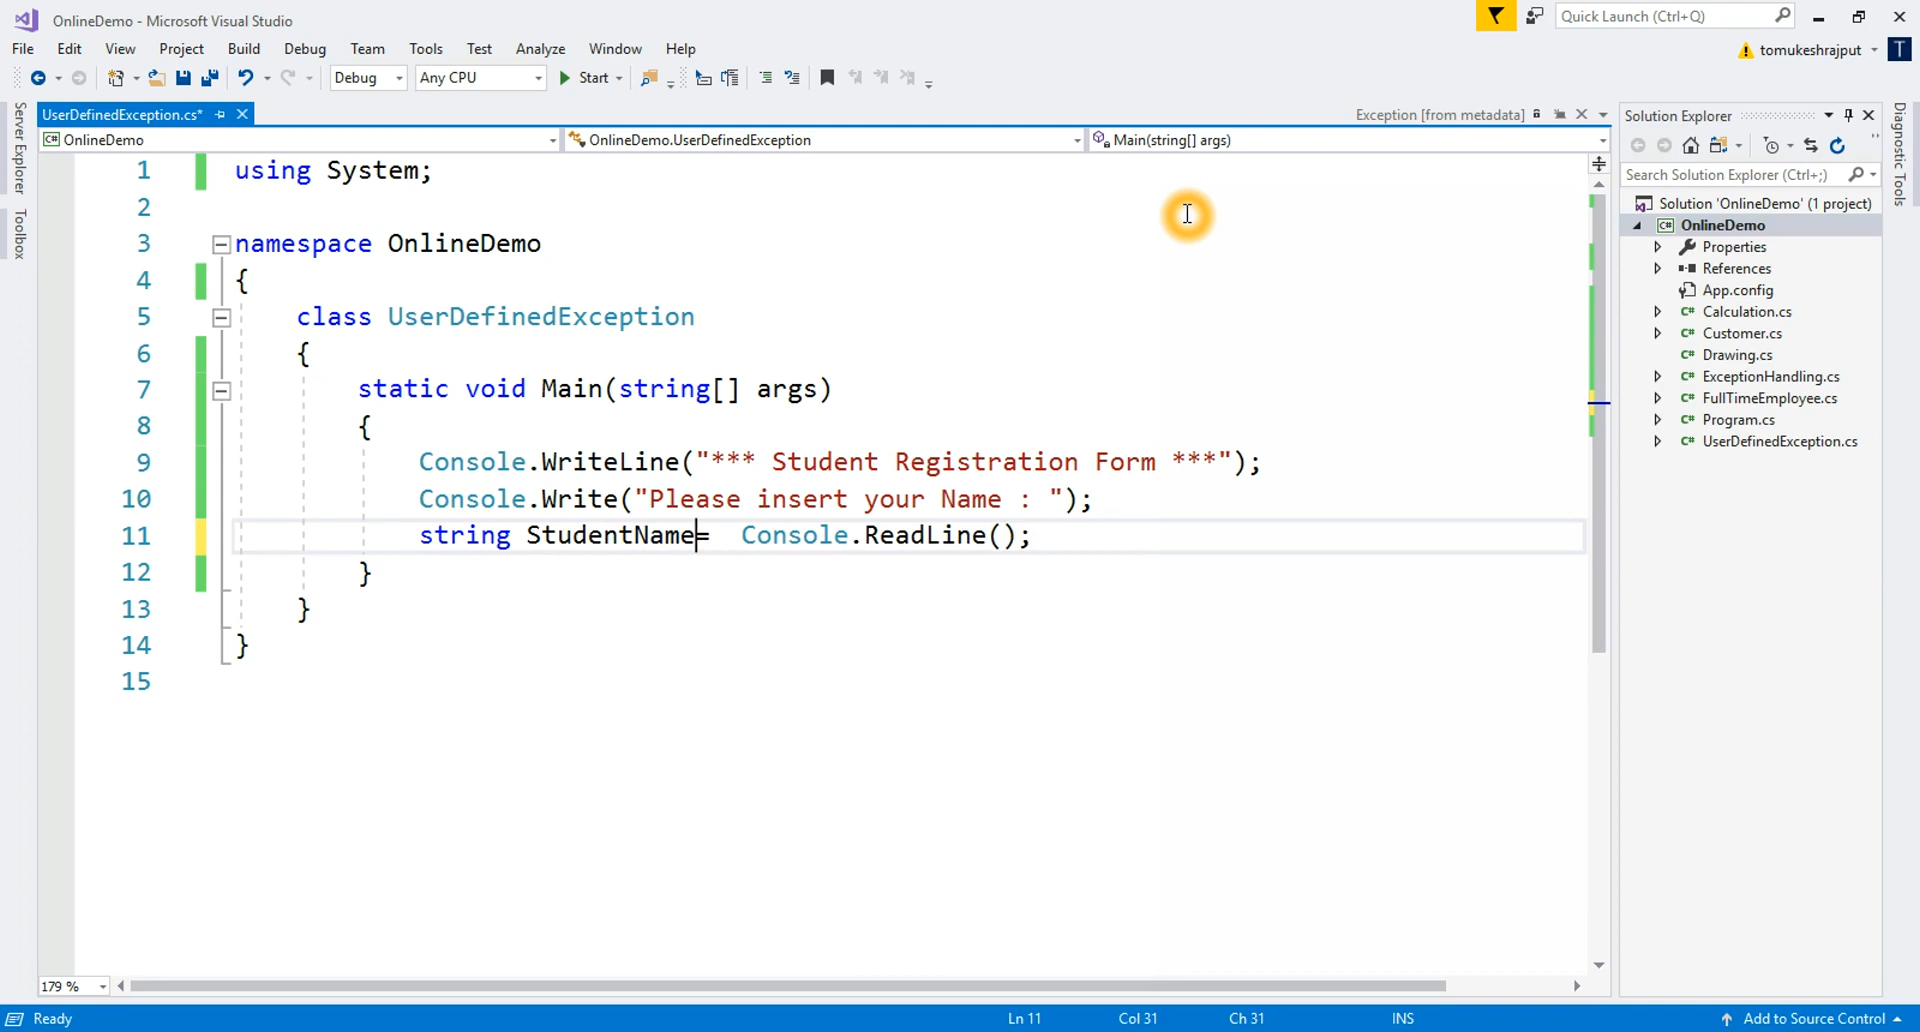 OnlineDemo - Microsoft Visual Studio
Quick Launch (Ctrl+Q)
File Edit View Project Build Debug Team Tools Test Analyze Window Help
tomukeshrajput
T
Debug
Any CPU
Start
Server Explorer
Toolbox
UserDefinedException.cs*
Exception [from metadata]
C# OnlineDemo
OnlineDemo.UserDefinedException
Main(string[] args)
1 using System;
2
3 namespace OnlineDemo
4 {
5 class UserDefinedException
6 {
7 static void Main(string[] args)
8 {
9 Console.WriteLine("*** Student Registration Form ***");
10 Console.Write("Please insert your Name : ");
11 string StudentName=  Console.ReadLine();
12 }
13 }
14 }
15
179 %
Solution Explorer
Search Solution Explorer (Ctrl+;)
Solution 'OnlineDemo' (1 project)
C# OnlineDemo
Properties
References
App.config
C# Calculation.cs
C# Customer.cs
C# Drawing.cs
C# ExceptionHandling.cs
C# FullTimeEmployee.cs
C# Program.cs
C# UserDefinedException.cs
Diagnostic Tools
Ready
Ln 11
Col 31
Ch 31
INS
Add to Source Control